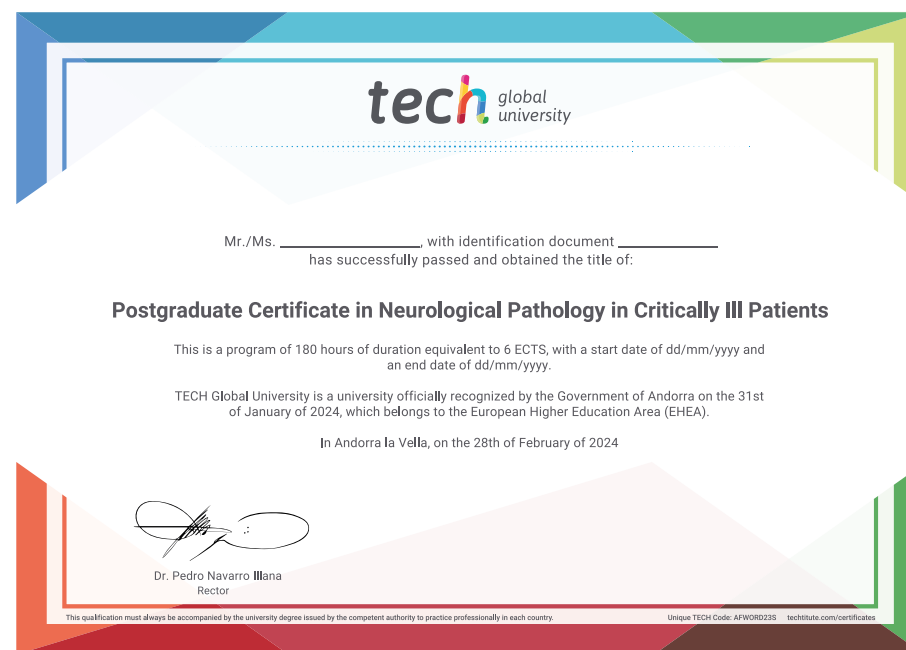 tech global university
Mr./Ms. ____________, with identification document ____________
has successfully passed and obtained the title of:
Postgraduate Certificate in Neurological Pathology in Critically Ill Patients
This is a program of 180 hours of duration equivalent to 6 ECTS, with a start date of dd/mm/yyyy and
an end date of dd/mm/yyyy.
TECH Global University is a university officially recognized by the Government of Andorra on the 31st
of January of 2024, which belongs to the European Higher Education Area (EHEA).
In Andorra la Vella, on the 28th of February of 2024
Dr. Pedro Navarro Illana
Rector
This qualification must always be accompanied by the university degree issued by the competent authority to practice professionally in each country.
Unique TECH Code: AFWORD23S techtitute.com/certificates